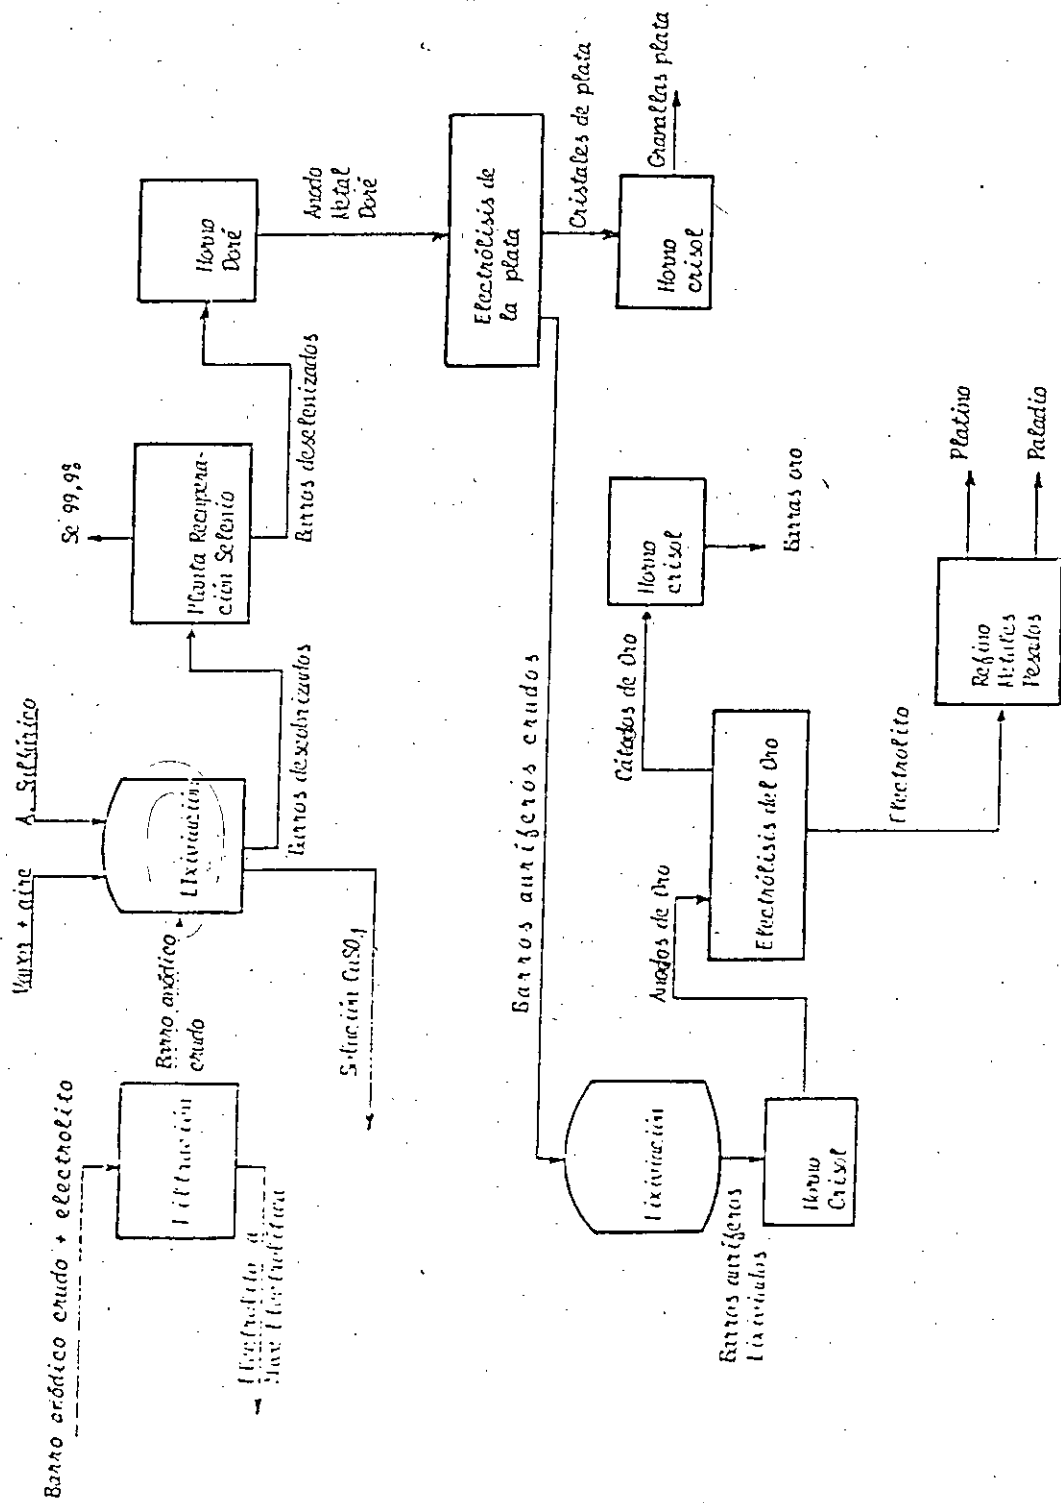 Barro anódico crudo + electrolito
Filtración
Electrolito a
Barro anódico
crudo
Vapor + aire
A. Sulfúrico
Lixiviación
Solución CuSO4
Barros descobrizados
Se 99,9%
Planta Recupera-
ción Selenio
Barros deselenizados
Horno
Doré
Anodo
Metal
Doré
Electrólisis de
la plata
Cristales de plata
Horno
crisol
Granallas plata
Barros auríferos crudos
Lixiviación
Barros auríferos
Lixiviados
Horno
Crisol
Anodos de Oro
Electrólisis del Oro
Cátodos de Oro
Horno
crisol
Barras oro
Electrolito
Refino
Metales
Pesados
Platino
Paladio